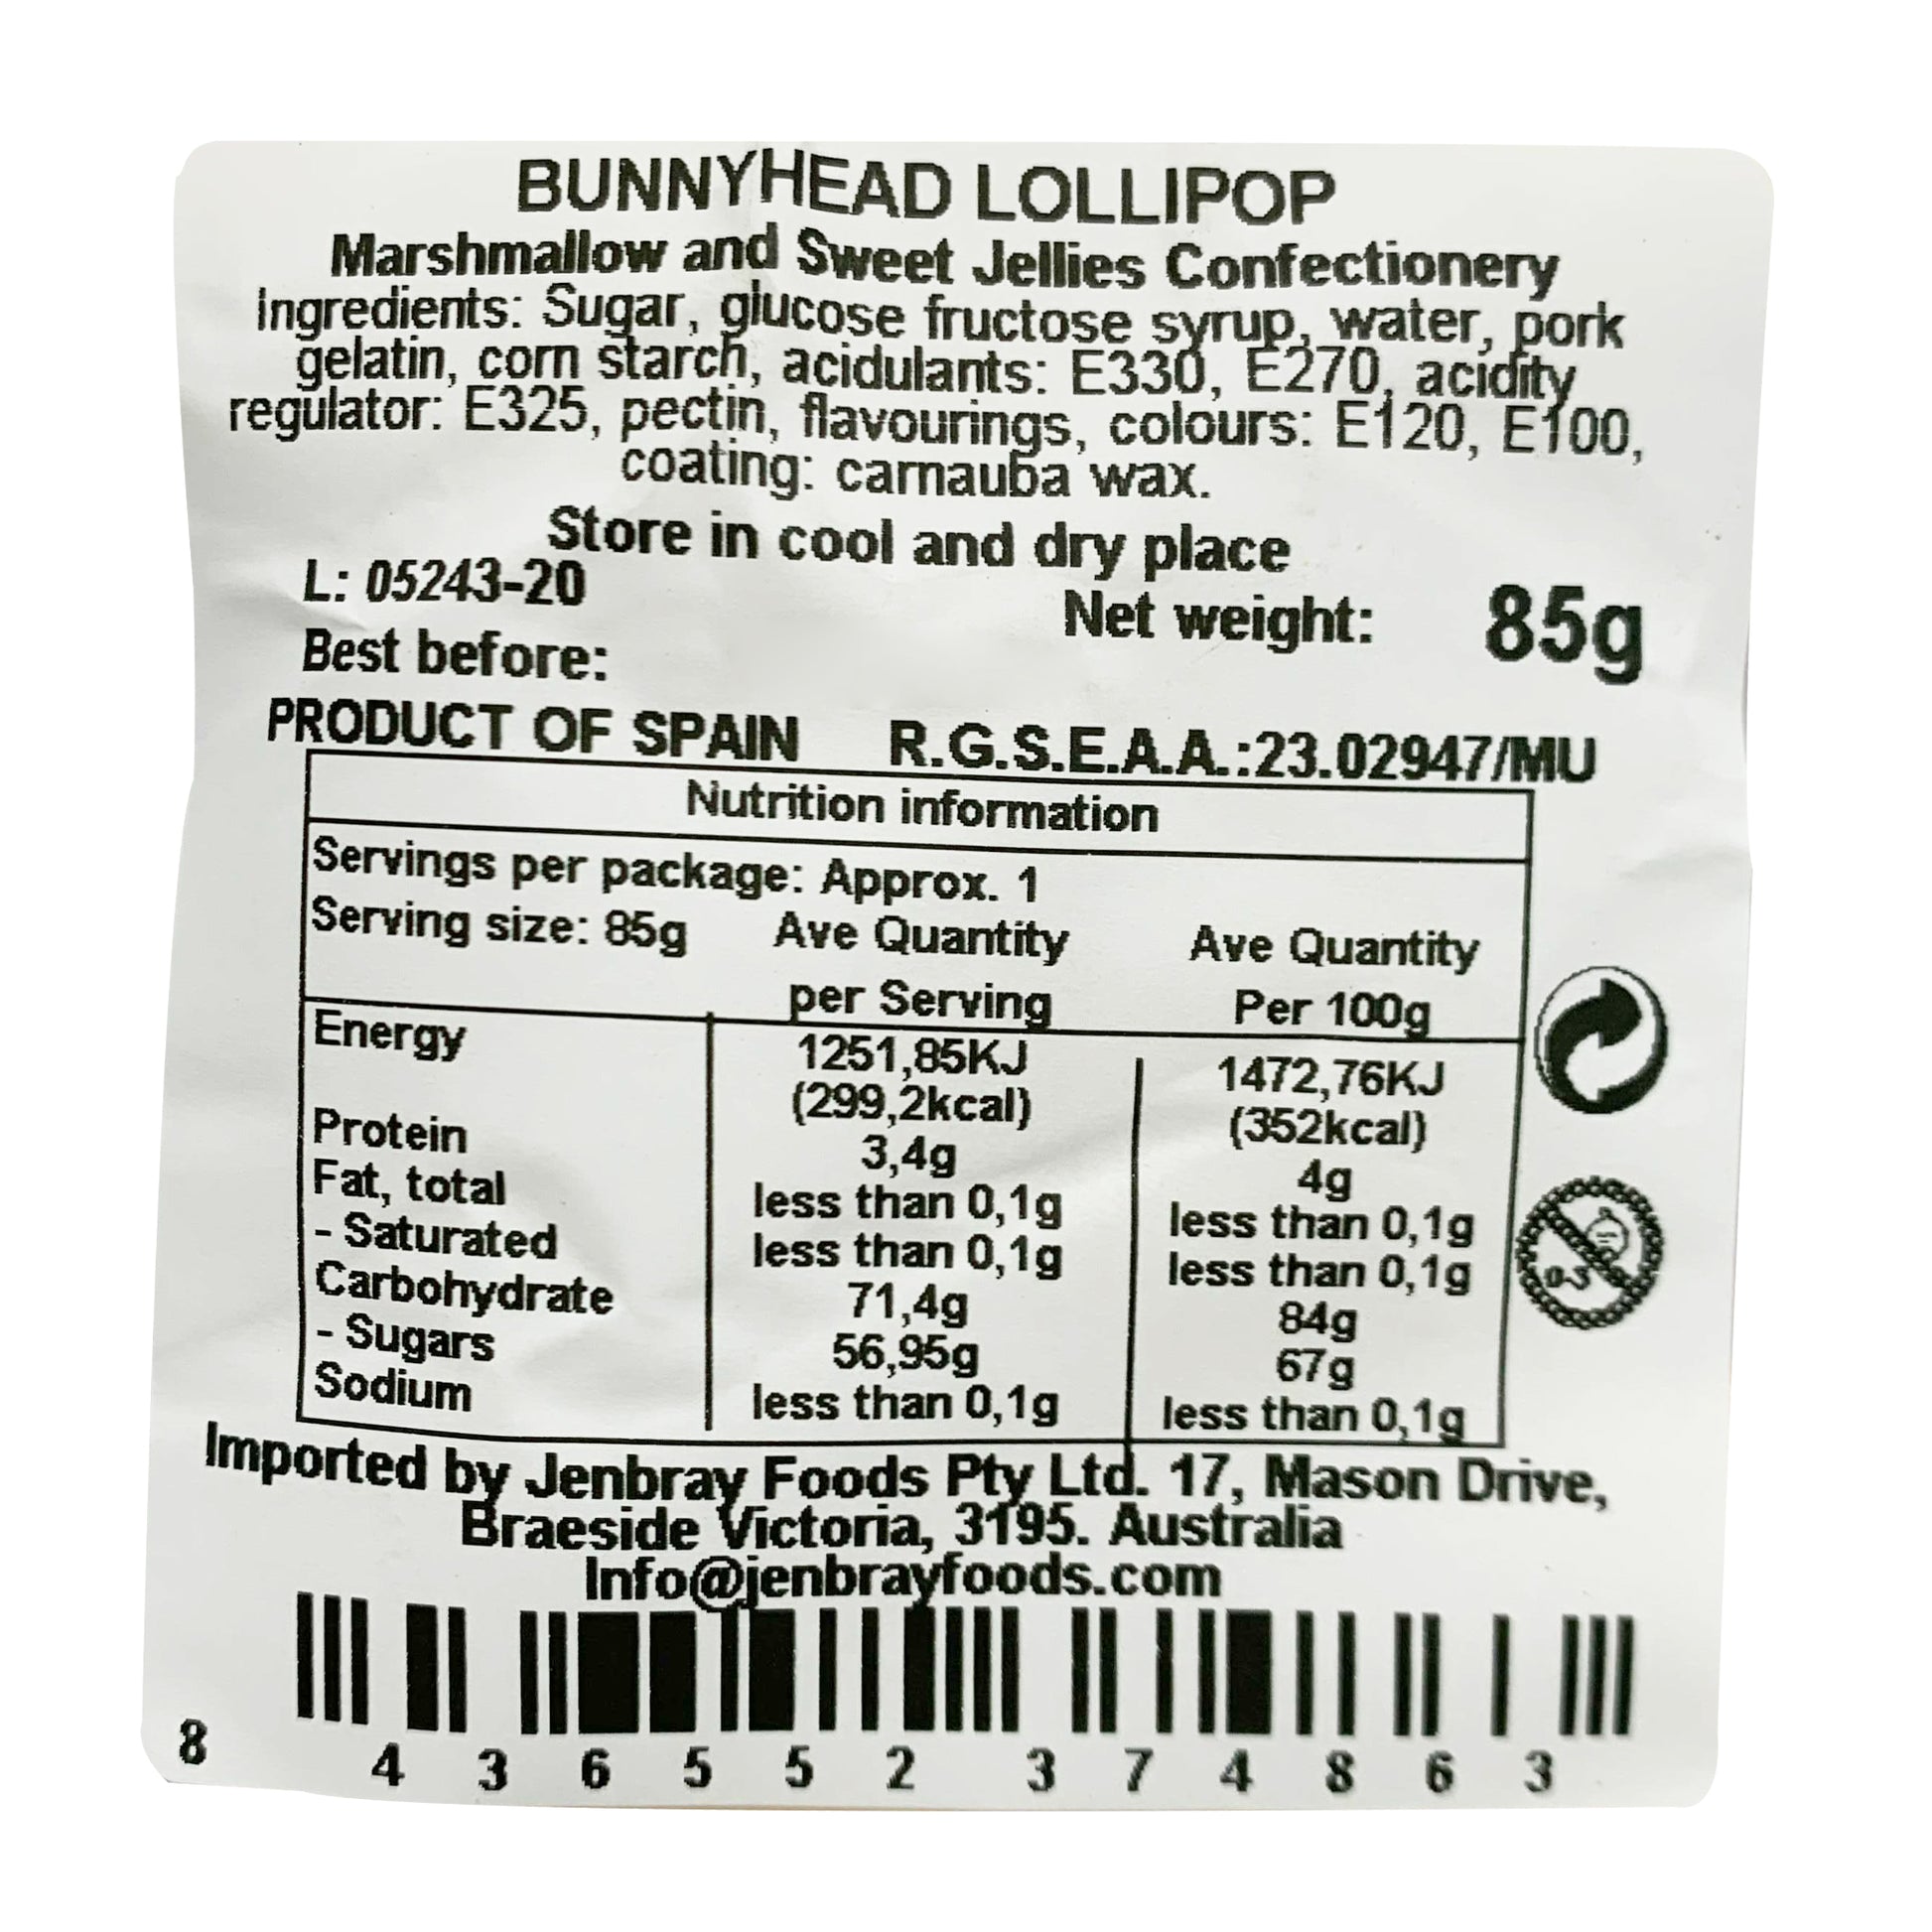 BUNNYHEAD LOLLIPOP
Marshmallow and Sweet Jellies Confectionery
Ingredients: Sugar, glucose fructose syrup, water, pork
gelatin, corn starch, acidulants: E330, E270, acidity
regulator: E325, pectin, flavourings, colours: E120, E100,
coating: carnauba wax.
Store in cool and dry place
L: 05243-20
Net weight: 85g
Best before:
PRODUCT OF SPAIN R.G.S.E.A.A.:23.02947/MU
Nutrition information
Servings per package: Approx. 1
Serving size: 85g Ave Quantity Ave Quantity
per Serving Per 100g
Energy 1251,85KJ 1472,76KJ
(299,2kcal) (352kcal)
Protein 3,4g 4g
Fat, total less than 0,1g less than 0,1g
- Saturated less than 0,1g less than 0,1g
Carbohydrate 71,4g 84g
- Sugars 56,95g 67g
Sodium less than 0,1g less than 0,1g
0-3
Imported by Jenbray Foods Pty Ltd. 17, Mason Drive,
Braeside Victoria, 3195. Australia
Info@jenbrayfoods.com
8 436552 374863